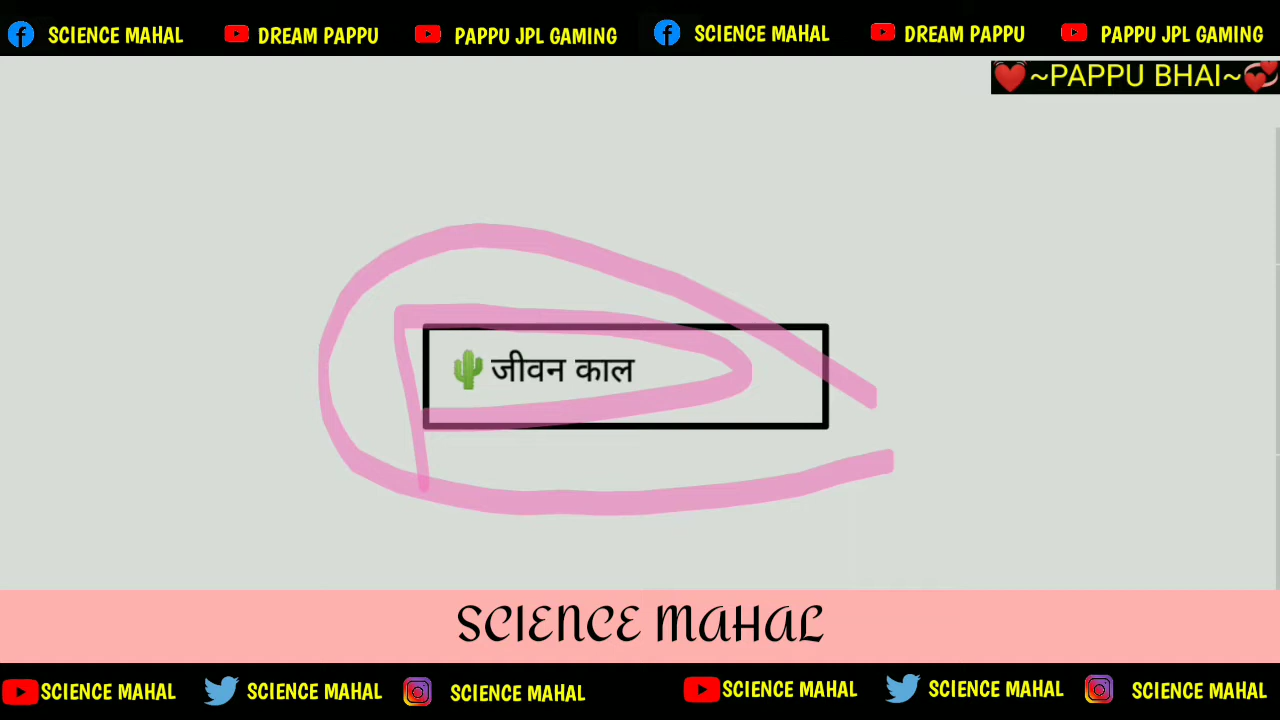 SCIENCE MAHAL DREAM PAPPU PAPPU JPL GAMING SCIENCE MAHAL DREAM PAPPU PAPPU JPL GAMING
❤️~PAPPU BHAI~💞
🌵जीवन काल
SCIENCE MAHAL
SCIENCE MAHAL SCIENCE MAHAL SCIENCE MAHAL SCIENCE MAHAL SCIENCE MAHAL SCIENCE MAHAL